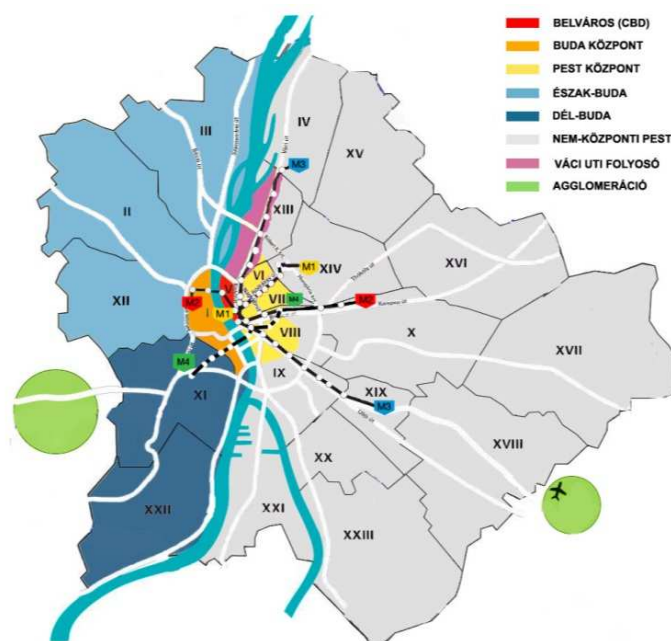 BELVÁROS (CBD)
BUDA KÖZPONT
PEST KÖZPONT
ÉSZAK-BUDA
DÉL-BUDA
NEM-KÖZPONTI PEST
VÁCI UTI FOLYOSÓ
AGGLOMERÁCIÓ
III
IV
XV
M3
II
XIII
XII
VI
M1
XIV
XVI
M2
V
I
M1
VII
M4
M2
VIII
X
XVII
M4
XI
IX
XIX
M3
XVIII
XX
XXII
XXI
XXIII